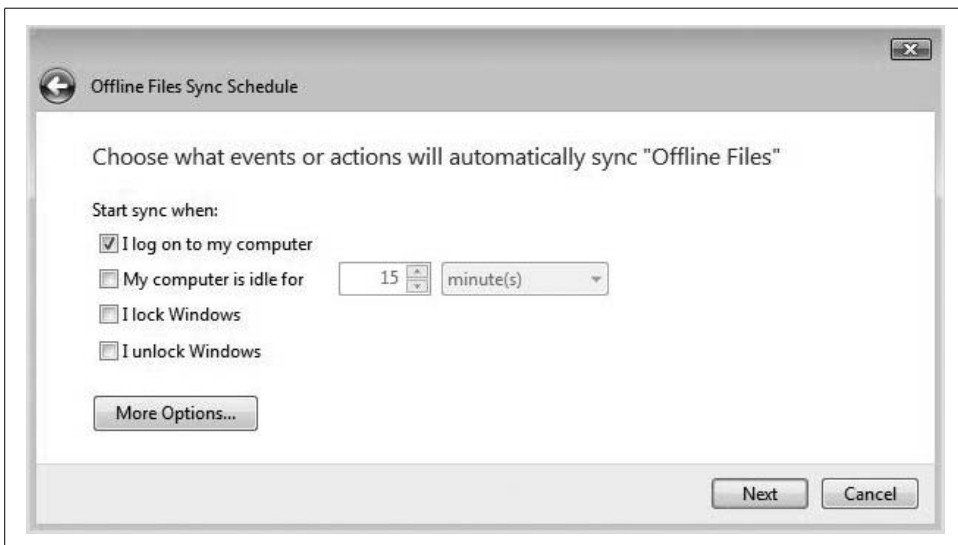 Offline Files Sync Schedule
Choose what events or actions will automatically sync "Offline Files"
Start sync when:
I log on to my computer
My computer is idle for 15 minute(s)
I lock Windows
I unlock Windows
More Options...
Next Cancel